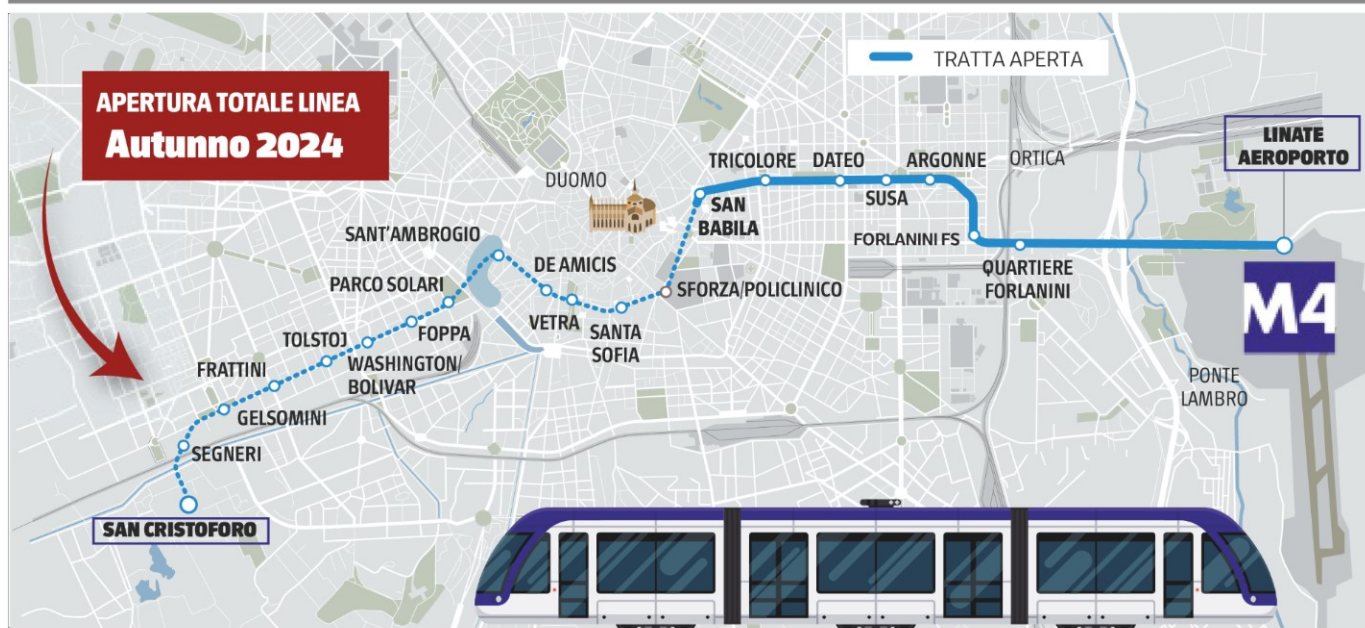 APERTURA TOTALE LINEA
Autunno 2024
TRATTA APERTA
LINATE
AEROPORTO
TRICOLORE
DATEO
ARGONNE
ORTICA
DUOMO
SAN
BABILA
SUSA
SANT'AMBROGIO
FORLANINI FS
DE AMICIS
QUARTIERE
FORLANINI
PARCO SOLARI
SFORZA/POLICLINICO
M4
VETRA
SANTA
SOFIA
FOPPA
TOLSTOJ
WASHINGTON/
BOLIVAR
FRATTINI
PONTE
LAMBRO
GELSOMINI
SEGNERI
SAN CRISTOFORO